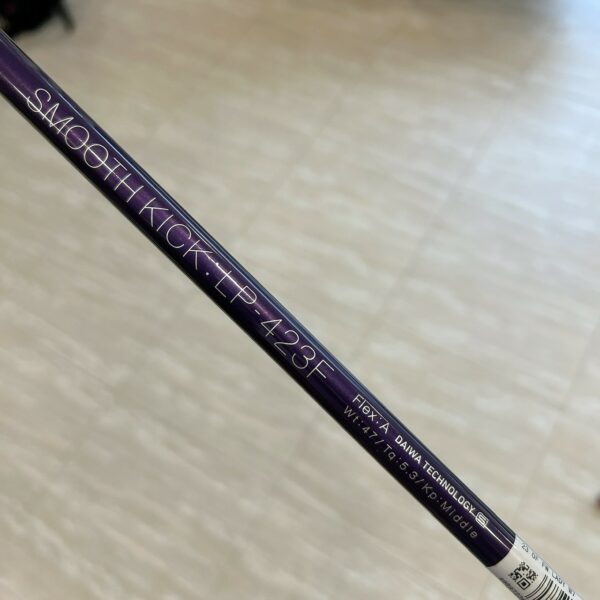 SMOOTH KICK. LP-423F
Flex:A DAIWA TECHNOLOGY
Wt:47/Tq:5.3/Kp:Middle